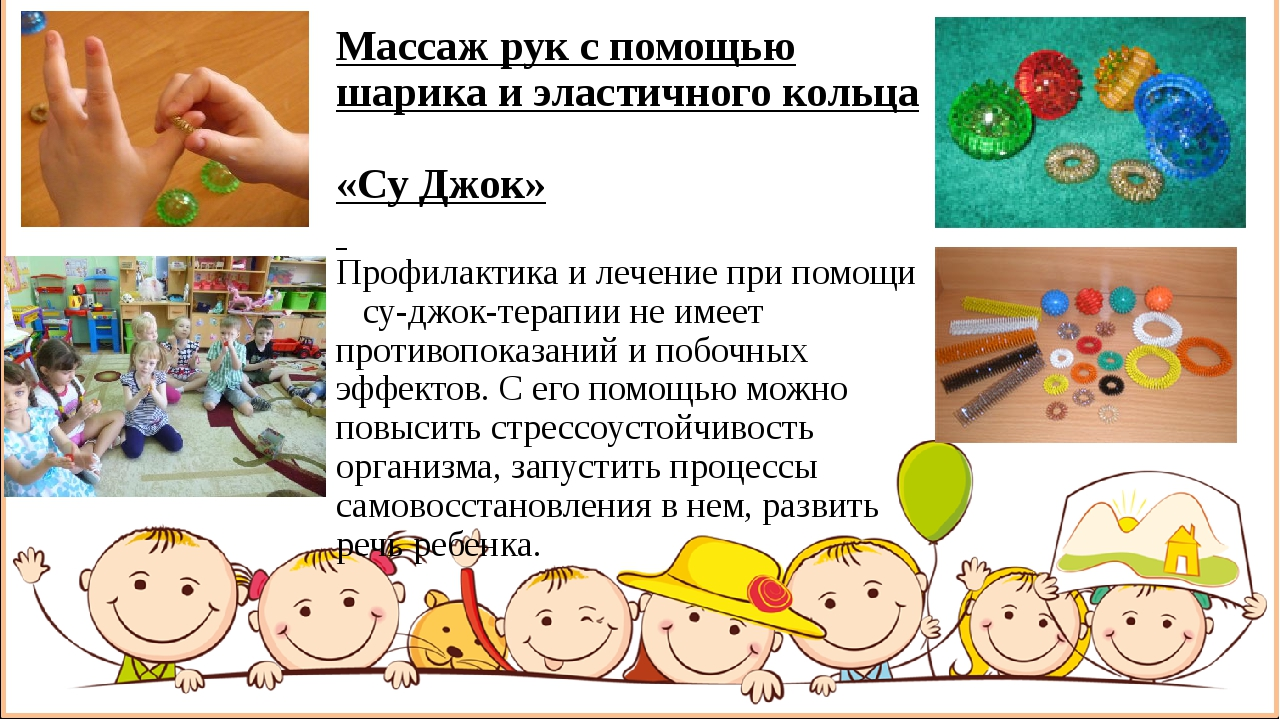 Массаж рук с помощью
шарика и эластичного кольца
«Су Джок»
Профилактика и лечение при помощи
су-джок-терапии не имеет
противопоказаний и побочных
эффектов. С его помощью можно
повысить стрессоустойчивость
организма, запустить процессы
самовосстановления в нем, развить
речь ребенка.